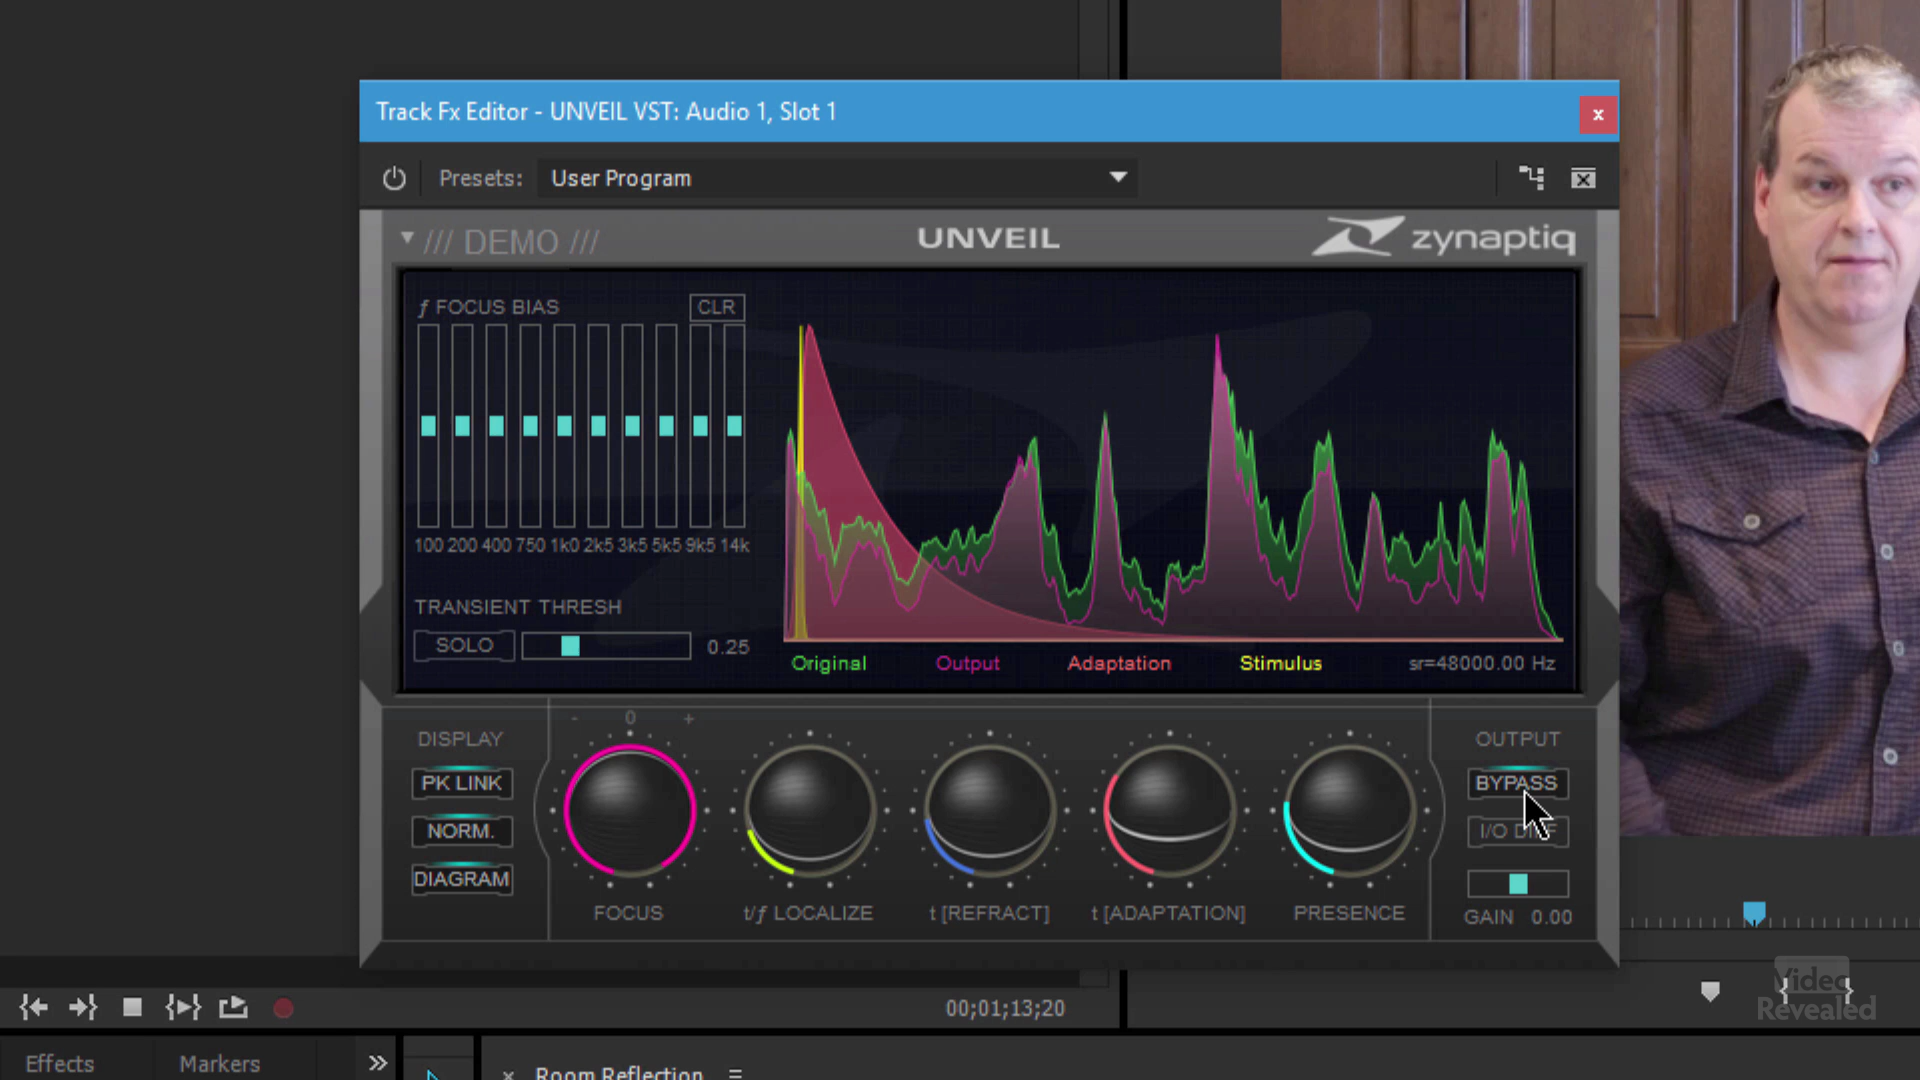 Track Fx Editor - UNVEIL VST: Audio 1, Slot 1
x
Presets: User Program
/// DEMO ///
UNVEIL
zynaptiq
ƒ FOCUS BIAS
CLR
100 200 400 750 1k0 2k5 3k5 5k5 9k5 14k
TRANSIENT THRESH
SOLO
0.25
Original Output Adaptation Stimulus sr=48000.00 Hz
- 0 +
DISPLAY
PK LINK
NORM.
DIAGRAM
FOCUS
t/ƒ LOCALIZE
t [REFRACT]
t [ADAPTATION]
PRESENCE
OUTPUT
BYPASS
I/O DIFF
GAIN 0.00
00;01;13;20
Video
Revealed
Effects
Markers
Room Reflection